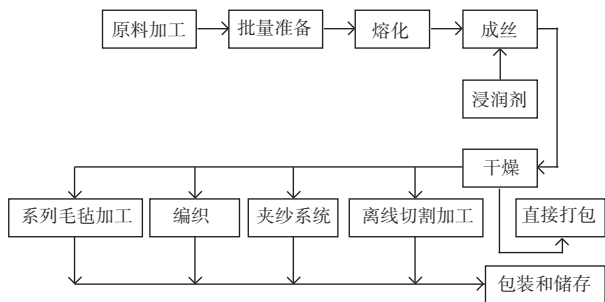 原料加工
批量准备
熔化
成丝
浸润剂
干燥
系列毛毡加工
编织
夹纱系统
离线切割加工
直接打包
包装和储存